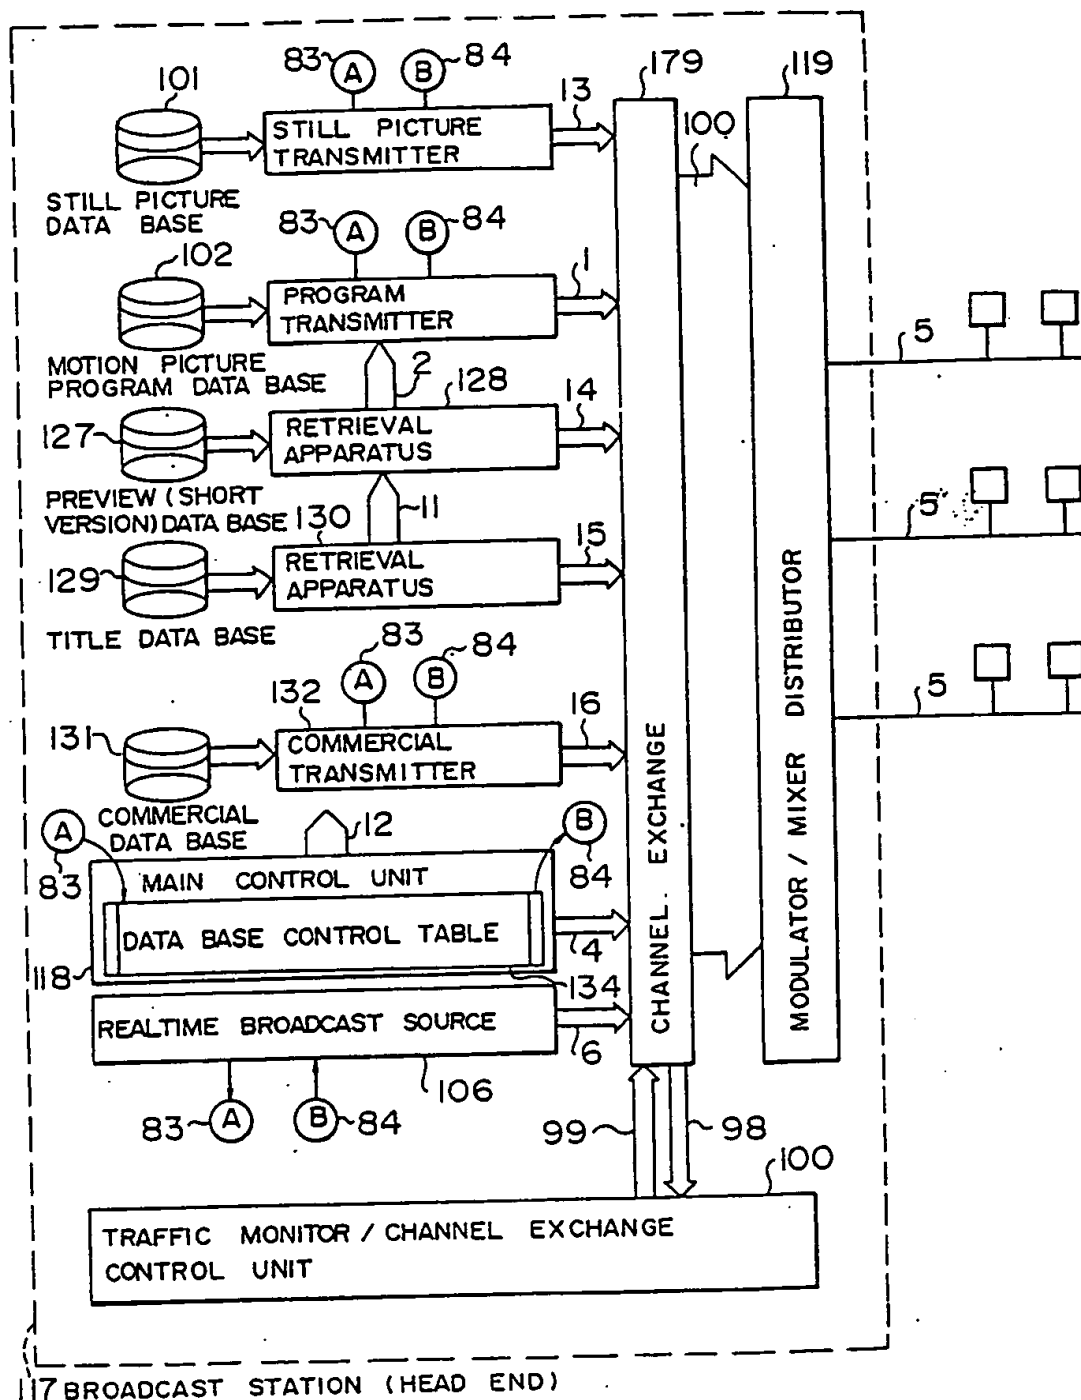 83 A B 84
179
119
101
STILL PICTURE
TRANSMITTER
13
100
STILL PICTURE
DATA BASE
83 A B 84
102
PROGRAM
TRANSMITTER
1
MOTION PICTURE
PROGRAM DATA BASE
2
128
127
RETRIEVAL
APPARATUS
14
PREVIEW (SHORT
VERSION) DATA BASE
130
11
129
RETRIEVAL
APPARATUS
15
TITLE DATA BASE
83
A
84
B
132
131
COMMERCIAL
TRANSMITTER
16
COMMERCIAL
DATA BASE
A
83
12
B
84
MAIN CONTROL UNIT
DATA BASE CONTROL TABLE
4
118
134
REALTIME BROADCAST SOURCE
6
106
83 A B 84
CHANNEL. EXCHANGE
MODULATOR / MIXER DISTRIBUTOR
5
5
5
99
98
100
TRAFFIC MONITOR / CHANNEL EXCHANGE
CONTROL UNIT
117 BROADCAST STATION (HEAD END)